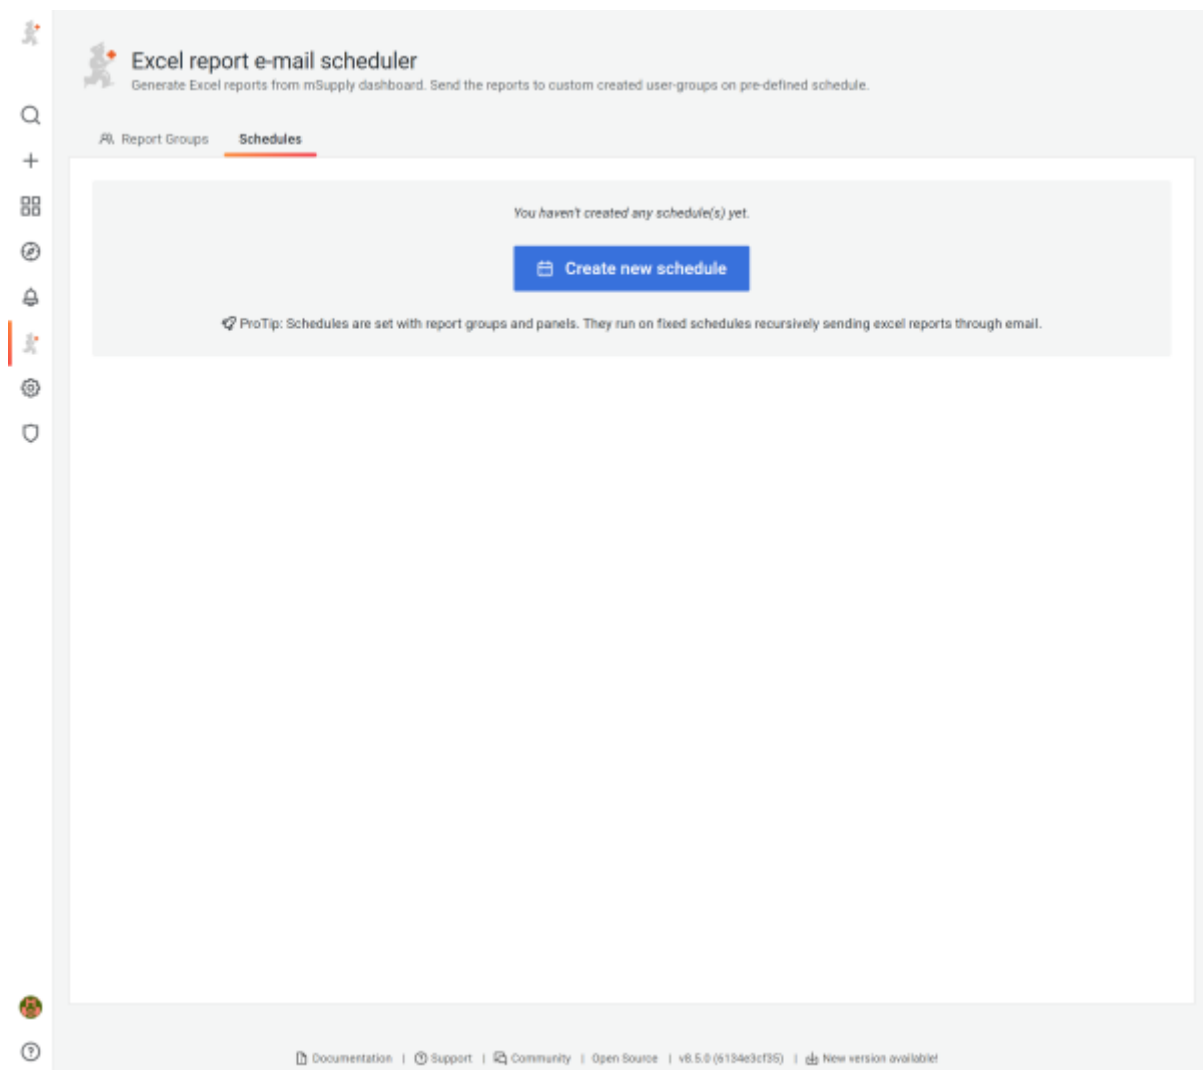 Excel report e-mail scheduler
Generate Excel reports from mSupply dashboard. Send the reports to custom created user-groups on pre-defined schedule.
Report Groups Schedules
You haven't created any schedule(s) yet.
Create new schedule
ProTip: Schedules are set with report groups and panels. They run on fixed schedules recursively sending excel reports through email.
Documentation | Support | Community | Open Source | v8.5.0 (6134e3cf35) | New version available!